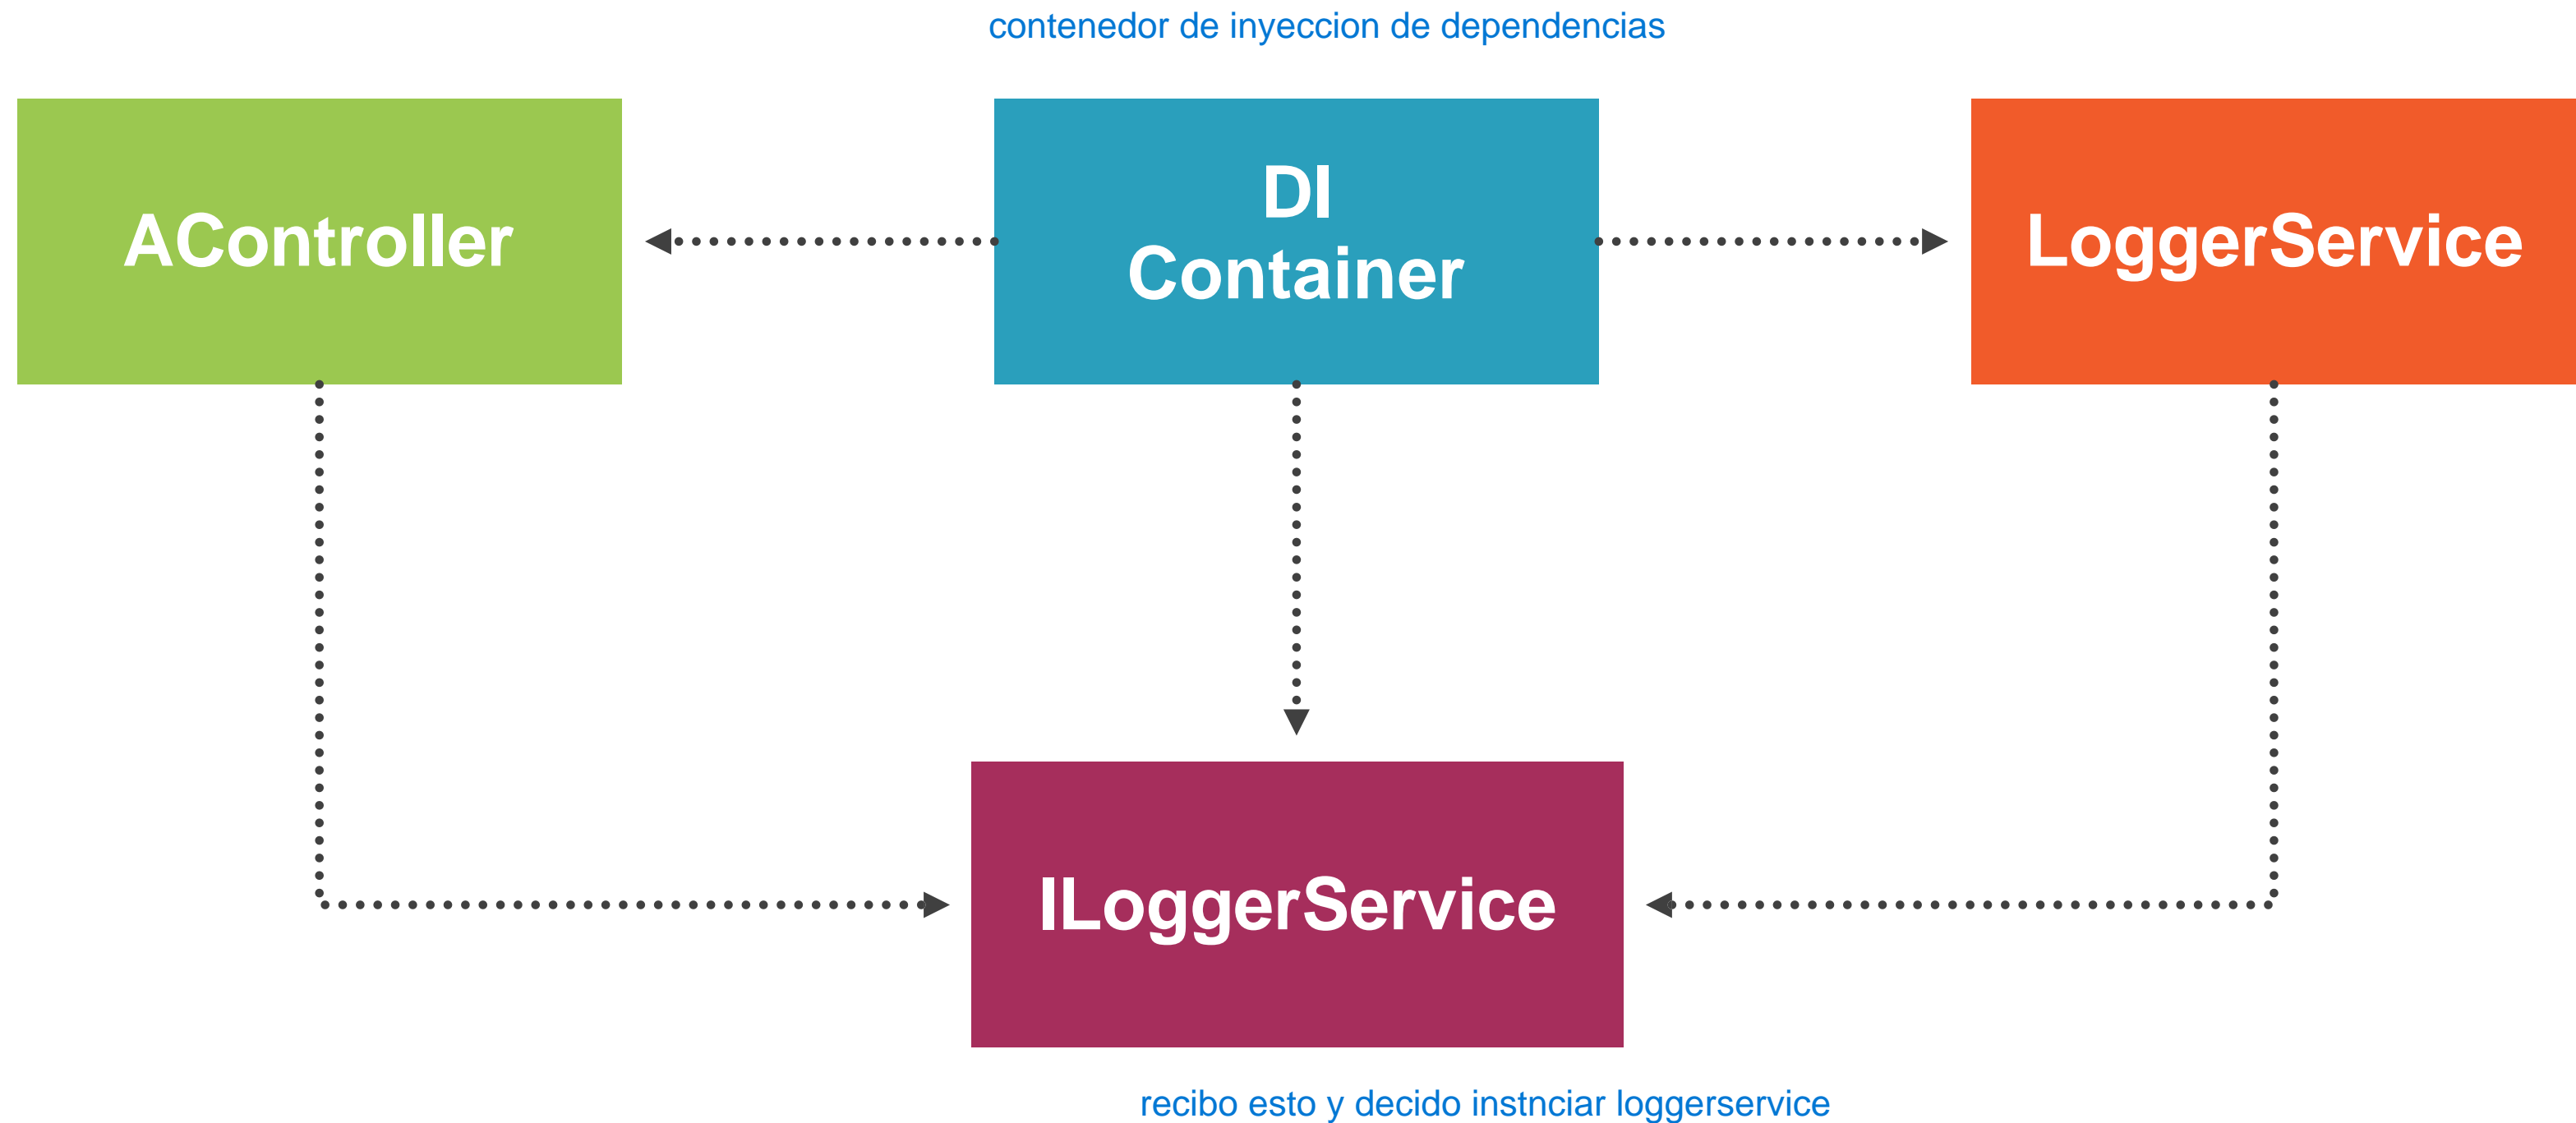 contenedor de inyeccion de dependencias
AController
DI
Container
LoggerService
ILoggerService
recibo esto y decido instnciar loggerservice